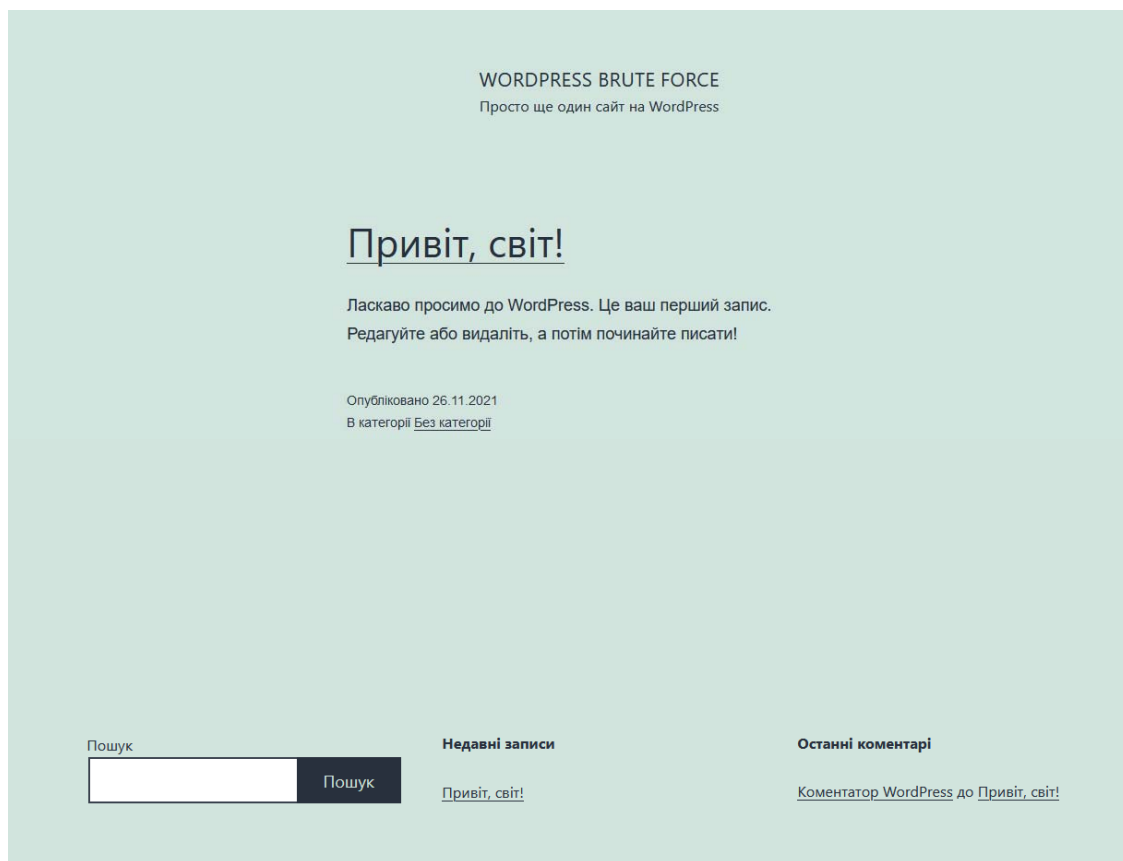 WORDPRESS BRUTE FORCE
Просто ще один сайт на WordPress
Привіт, світ!
Ласкаво просимо до WordPress. Це ваш перший запис.
Редагуйте або видаліть, а потім починайте писати!
Опубліковано 26.11.2021
В категорії Без категорії
Пошук
Пошук
Недавні записи
Привіт, світ!
Останні коментарі
Коментатор WordPress до Привіт, світ!